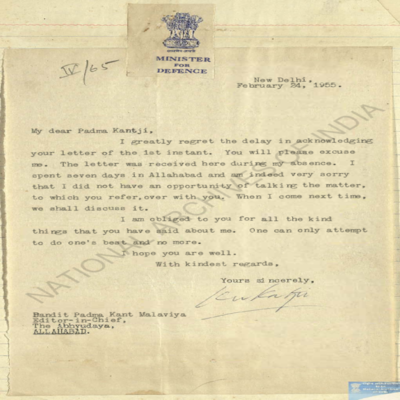 MINISTER
FOR
DEFENCE
IV/65
New Delhi.
February 24, 1955.
My dear Padma Kantji,
I greatly regret the delay in acknowledging
your letter of the 1st instant. You will please excuse
me. The letter was received here during my absence. I
spent seven days in Allahabad and am indeed very sorry
that I did not have an opportunity of talking the matter,
to which you refer, over with you. When I come next time,
we shall discuss it.
I am obliged to you for all the kind
things that you have said about me. One can only attempt
to do one's best and no more.
I hope you are well.
With kindest regards,
Yours sincerely,
Pandit Padma Kant Malaviya
Editor-in-Chief,
The Abhyudaya,
ALLAHABAD.
NATIONAL ARCHIVES OF INDIA